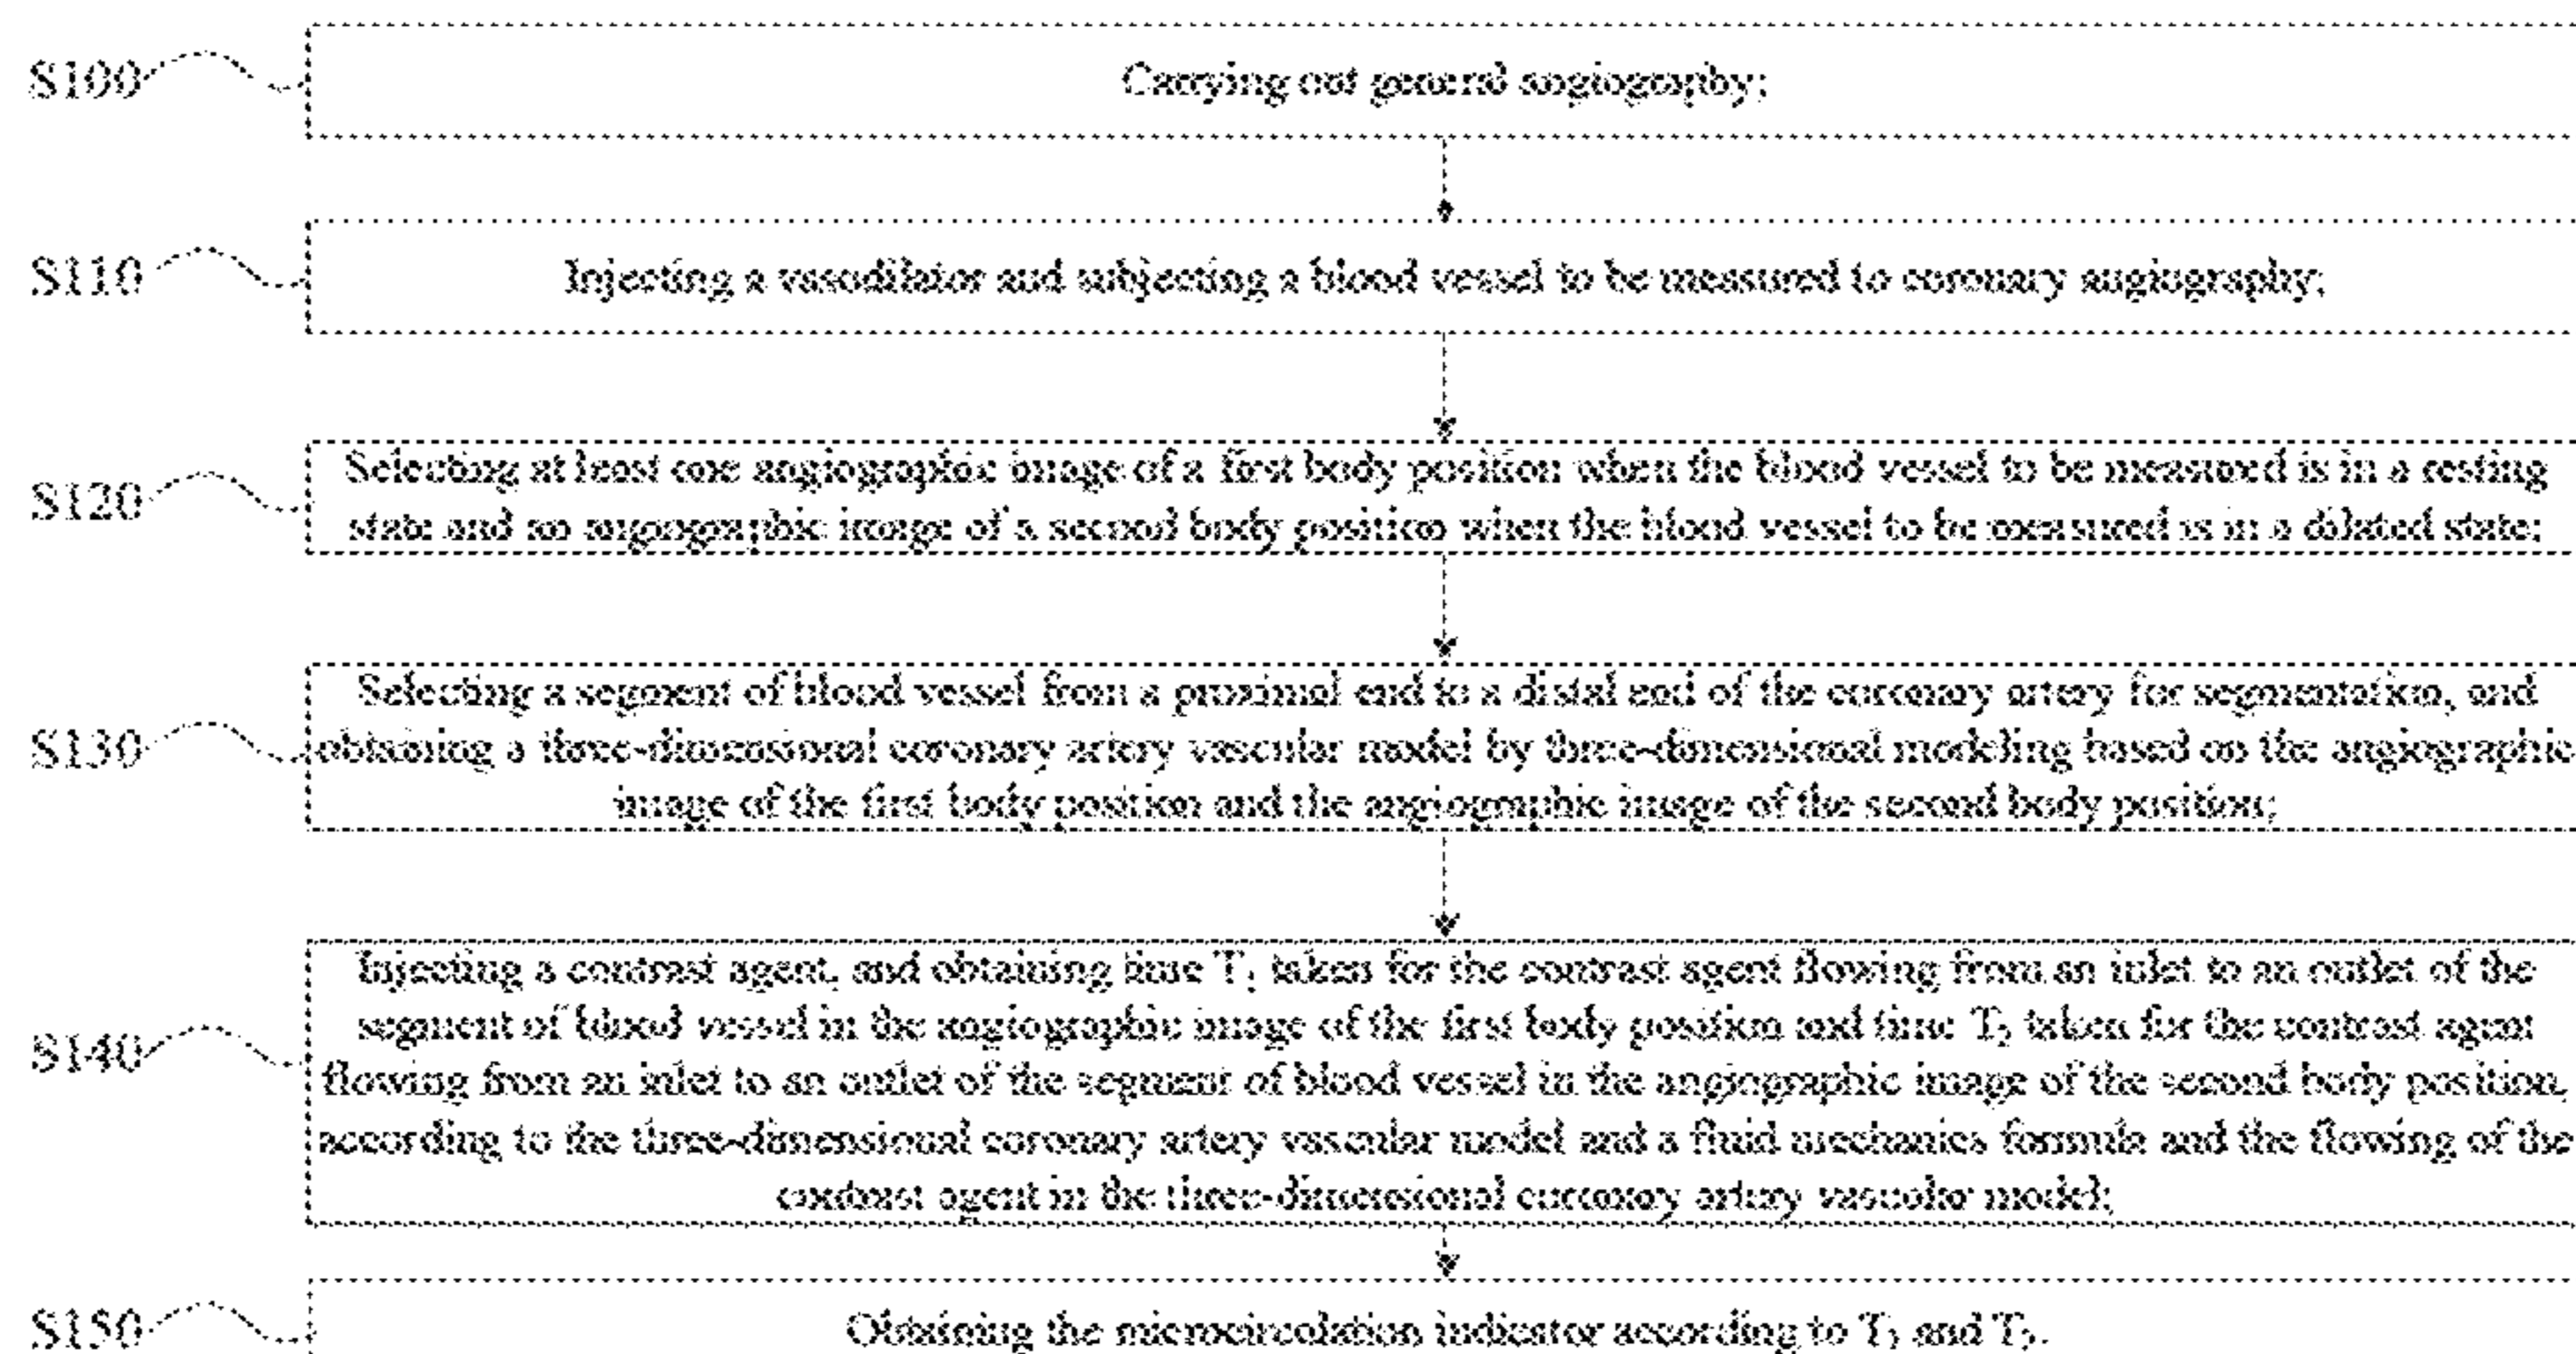 S100
Carrying out general angiography;
S110
Injecting a vasodilator and subjecting a blood vessel to be measured to coronary angiography;
S120
Selecting at least one angiographic image of a first body position when the blood vessel to be measured is in a resting
state and an angiographic image of a second body position when the blood vessel to be measured is in a dilated state;
S130
Selecting a segment of blood vessel from a proximal end to a distal end of the coronary artery for segmentation, and
obtaining a three-dimensional coronary artery vascular model by three-dimensional modeling based on the angiographic
image of the first body position and the angiographic image of the second body position;
S140
Injecting a contrast agent, and obtaining time T₁ taken for the contrast agent flowing from an inlet to an outlet of the
segment of blood vessel in the angiographic image of the first body position and time T₂ taken for the contrast agent
flowing from an inlet to an outlet of the segment of blood vessel in the angiographic image of the second body position,
according to the three-dimensional coronary artery vascular model and a fluid mechanics formula and the flowing of the
contrast agent in the three-dimensional coronary artery vascular model;
S150
Obtaining the microcirculation indicator according to T₁ and T₂.